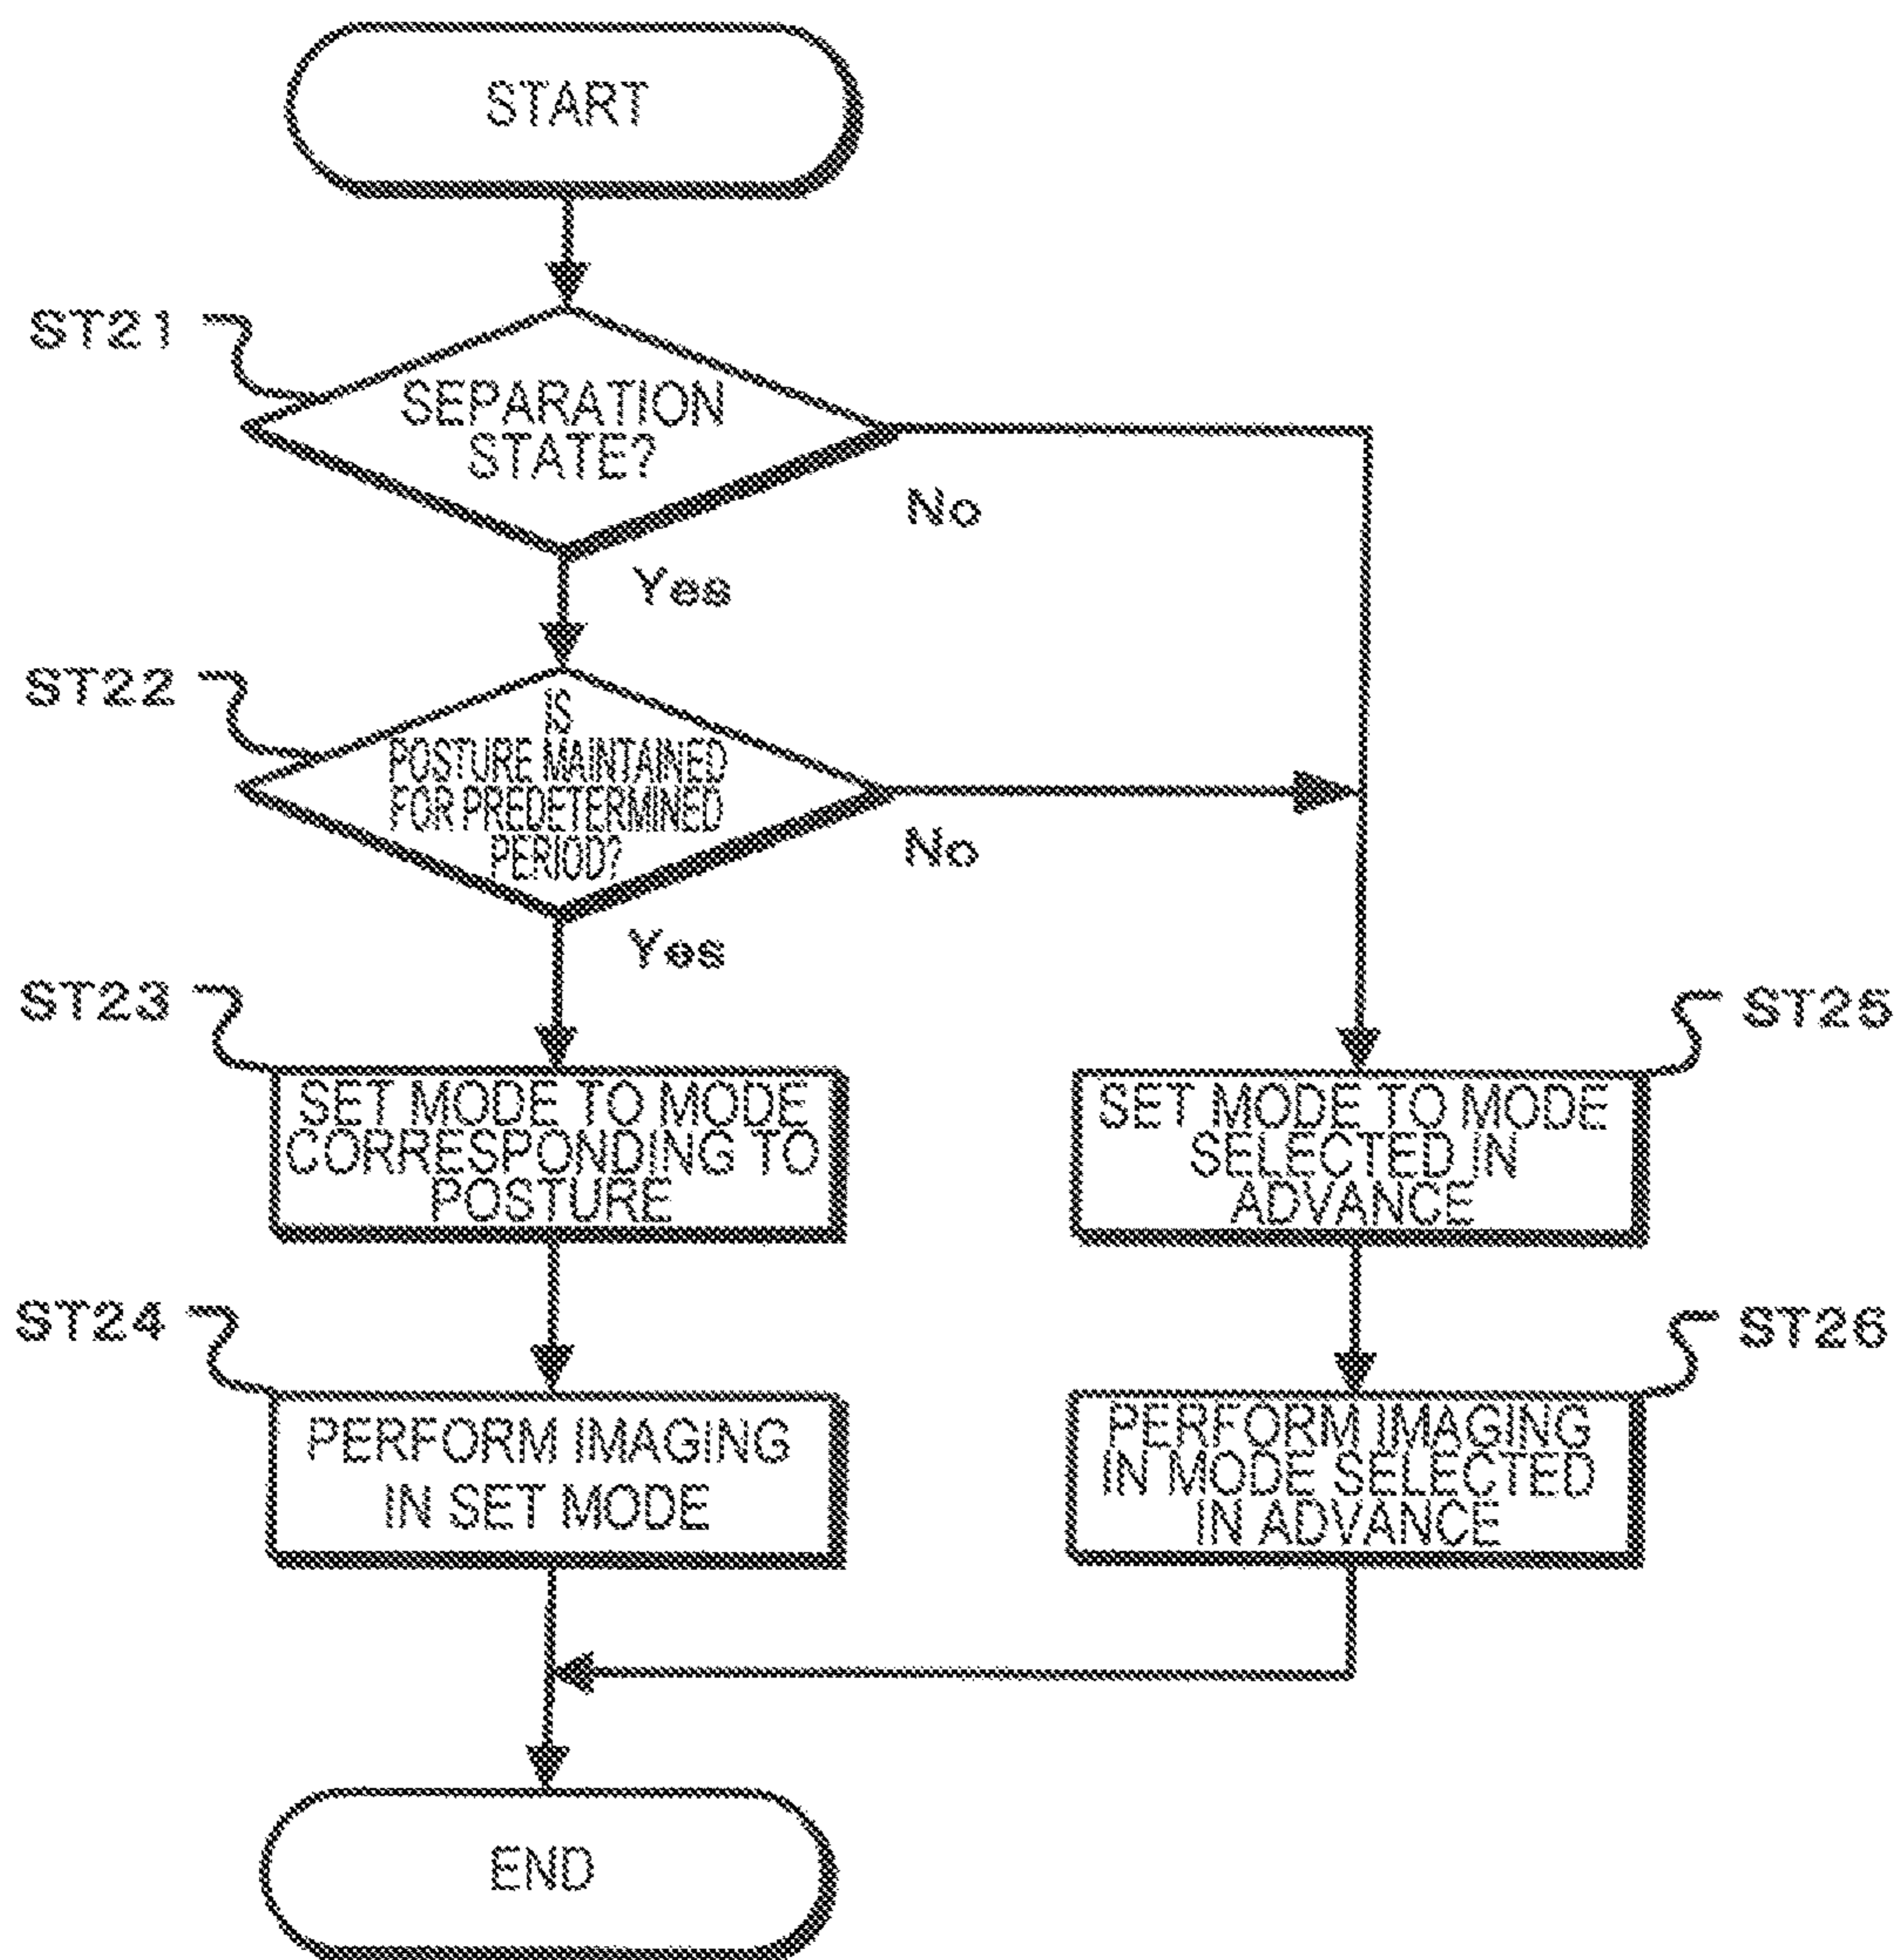 START
ST21
SEPARATION
STATE?
No
Yes
ST22
IS
POSTURE MAINTAINED
FOR PREDETERMINED
PERIOD?
No
Yes
ST23
SET MODE TO MODE
CORRESPONDING TO
POSTURE
ST25
SET MODE TO MODE
SELECTED IN
ADVANCE
ST24
PERFORM IMAGING
IN SET MODE
ST26
PERFORM IMAGING
IN MODE SELECTED
IN ADVANCE
END